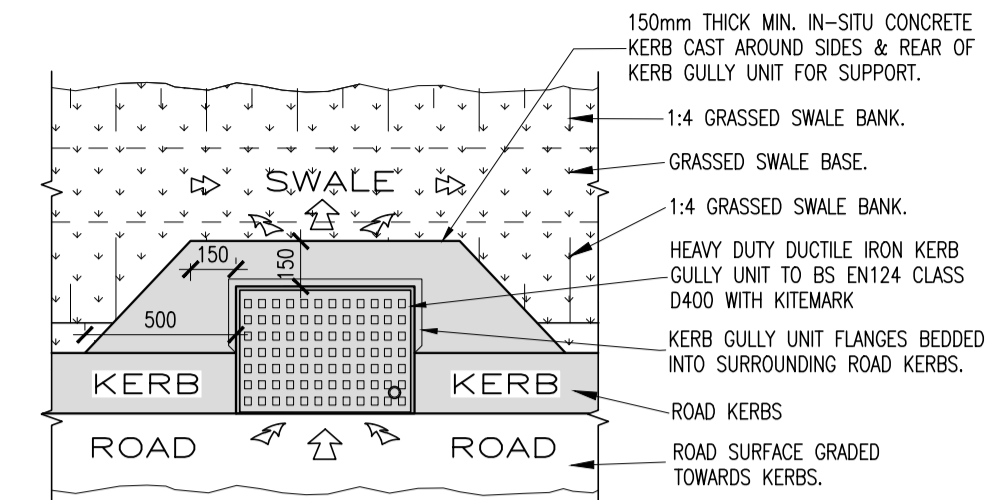 150mm THICK MIN. IN-SITU CONCRETE
KERB CAST AROUND SIDES & REAR OF
KERB GULLY UNIT FOR SUPPORT.
1:4 GRASSED SWALE BANK.
GRASSED SWALE BASE.
SWALE
1:4 GRASSED SWALE BANK.
150
150
HEAVY DUTY DUCTILE IRON KERB
GULLY UNIT TO BS EN124 CLASS
D400 WITH KITEMARK
500
KERB GULLY UNIT FLANGES BEDDED
INTO SURROUNDING ROAD KERBS.
KERB
KERB
ROAD KERBS
ROAD
ROAD
ROAD SURFACE GRADED
TOWARDS KERBS.